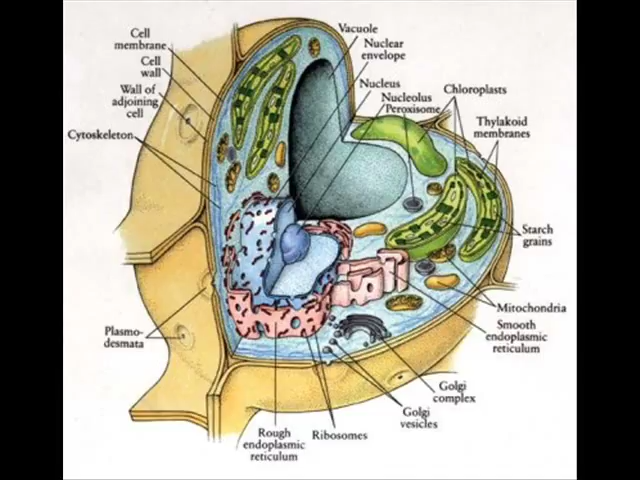 Cell
membrane
Cell
wall
Wall of
adjoining
cell
Cytoskeleton
Plasmo-
desmata
Vacuole
Nuclear
envelope
Nucleus
Nucleolus
Peroxisome
Chloroplasts
Thylakoid
membranes
Starch
grains
Mitochondria
Smooth
endoplasmic
reticulum
Golgi
complex
Golgi
vesicles
Ribosomes
Rough
endoplasmic
reticulum